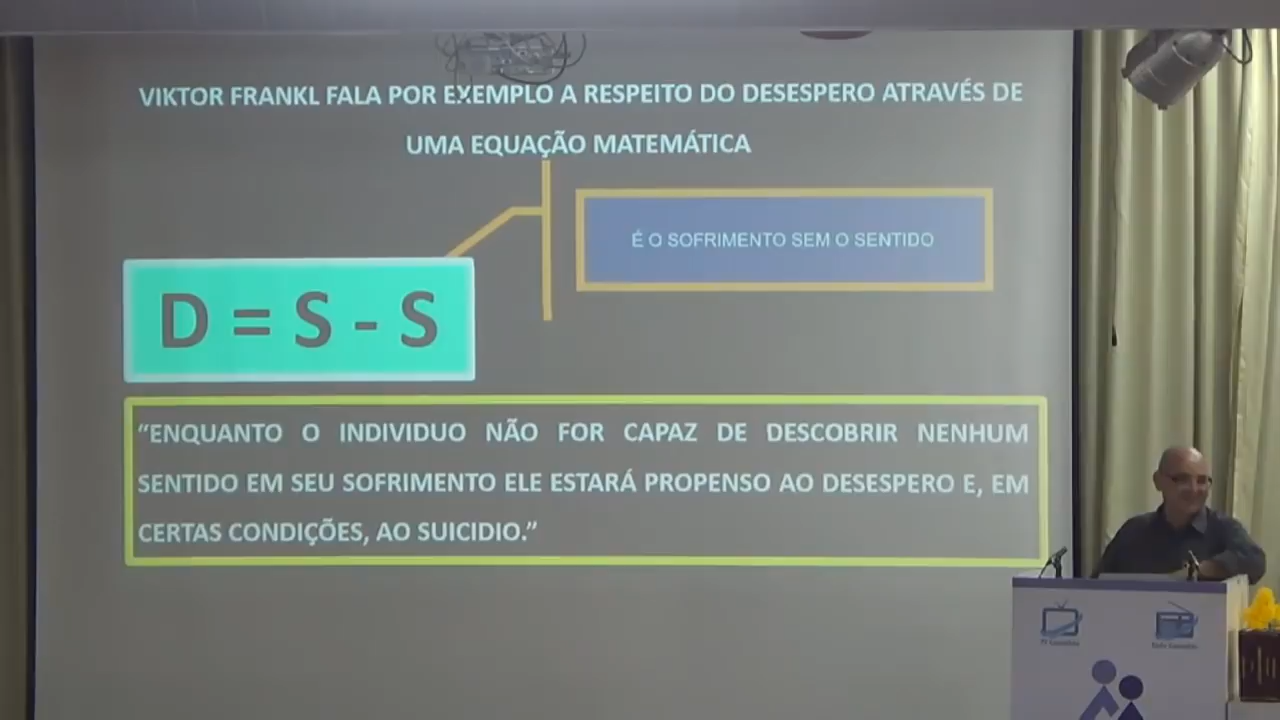 VIKTOR FRANKL FALA POR EXEMPLO A RESPEITO DO DESESPERO ATRAVÉS DE
UMA EQUAÇÃO MATEMÁTICA
É O SOFRIMENTO SEM O SENTIDO
D = S - S
“ENQUANTO O INDIVIDUO NÃO FOR CAPAZ DE DESCOBRIR NENHUM
SENTIDO EM SEU SOFRIMENTO ELE ESTARÁ PROPENSO AO DESESPERO E, EM
CERTAS CONDIÇÕES, AO SUICIDIO.”